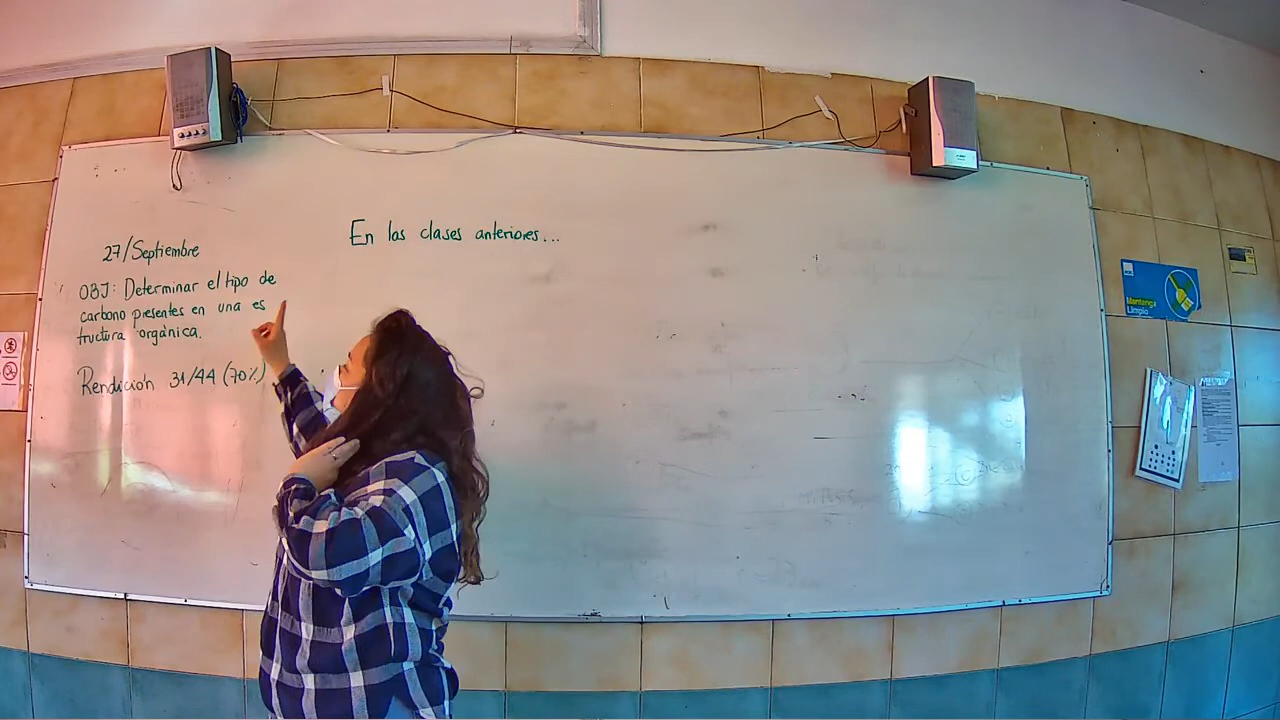 27/Septiembre
OBJ: Determinar el tipo de
carbono presentes en una es
tructura orgánica.
Rendición 31/44 (70%)
En las clases anteriores...
Mantenga
Limpio